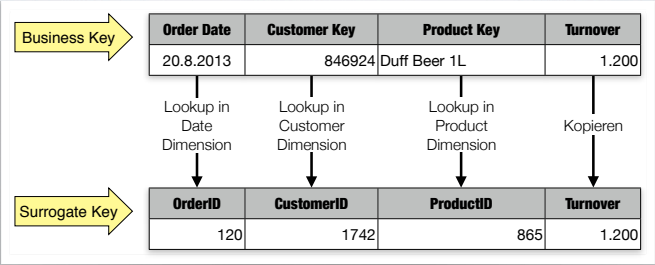 Business Key
Order Date Customer Key Product Key Turnover
20.8.2013 846924 Duff Beer 1L 1.200
Lookup in Lookup in Lookup in
Date Customer Product Kopieren
Dimension Dimension Dimension
Surrogate Key
OrderID CustomerID ProductID Turnover
120 1742 865 1.200